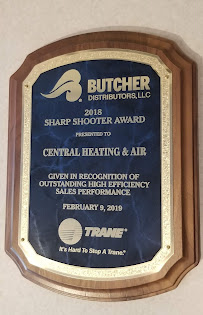 BUTCHER
DISTRIBUTORS, LLC
2018
SHARP SHOOTER AWARD
PRESENTED TO
CENTRAL HEATING & AIR
GIVEN IN RECOGNITION OF
OUTSTANDING HIGH EFFICIENCY
SALES PERFORMANCE
FEBRUARY 9, 2019
TRANE®
It's Hard To Stop A Trane.®